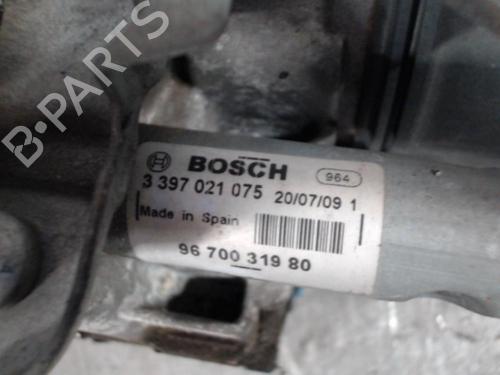 B-PARTS
BOSCH 964
3 397 021 075 20/07/09 1
Made in Spain
96 700 319 80